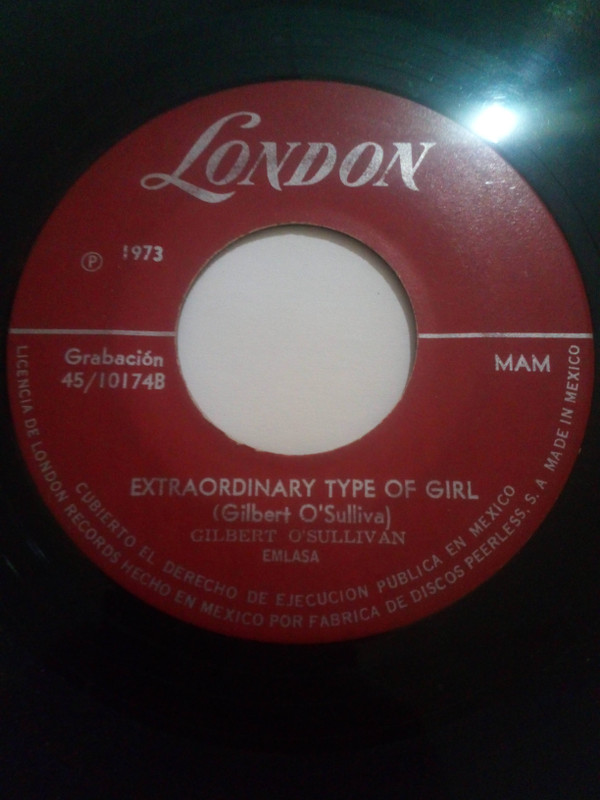 LONDON
℗ 1973
Grabación
45/10174B
MAM
EXTRAORDINARY TYPE OF GIRL
(Gilbert O'Sulliva)
GILBERT O'SULLIVAN
EMLASA
CUBIERTO EL DERECHO DE EJECUCION PUBLICA EN MEXICO
LICENCIA DE LONDON RECORDS HECHO EN MEXICO POR FABRICA DE DISCOS PEERLESS. S. A MADE IN MEXICO